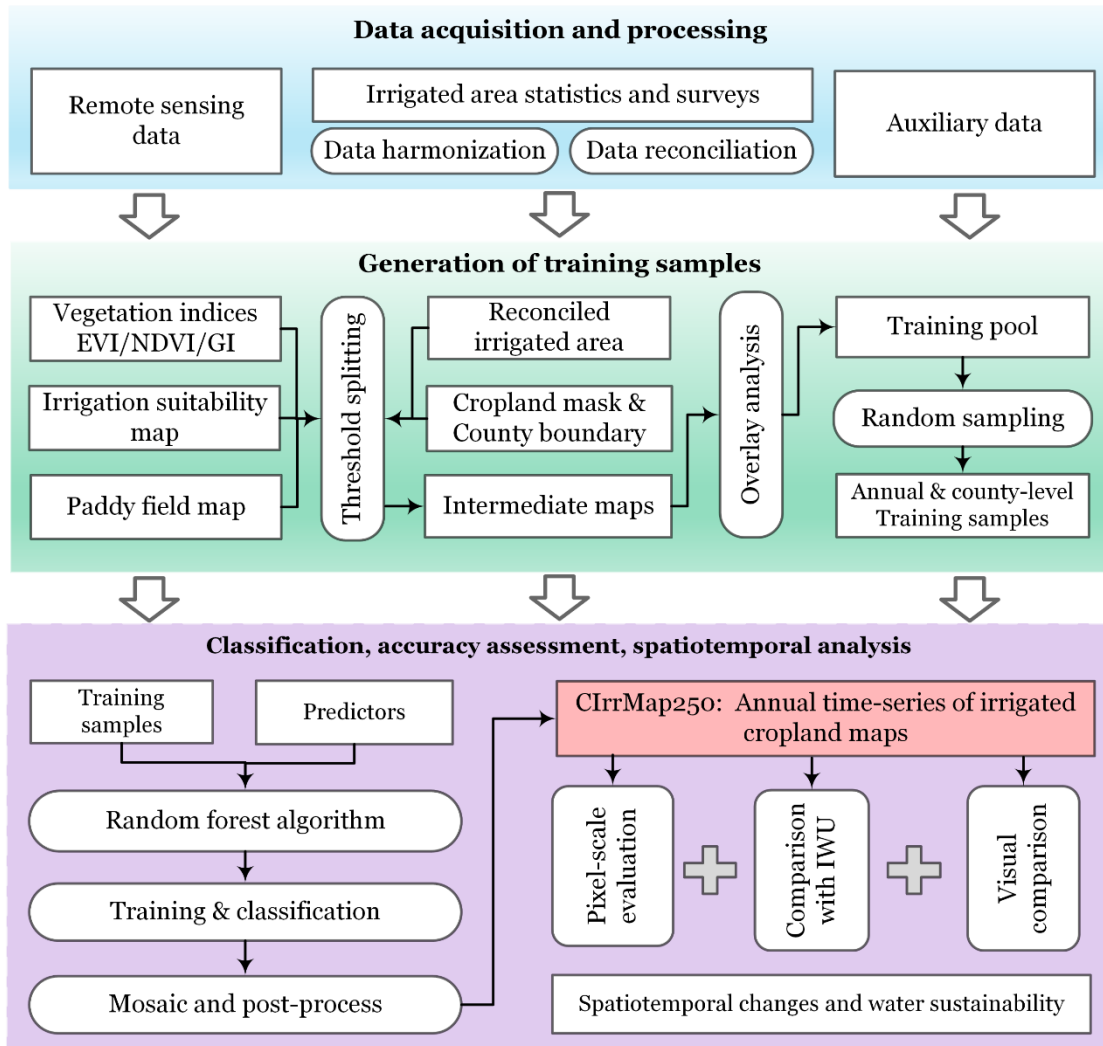 Data acquisition and processing
Remote sensing
data
Irrigated area statistics and surveys
Data harmonization
Data reconciliation
Auxiliary data
Generation of training samples
Vegetation indices
EVI/NDVI/GI
Irrigation suitability
map
Paddy field map
Threshold splitting
Reconciled
irrigated area
Cropland mask &
County boundary
Intermediate maps
Overlay analysis
Training pool
Random sampling
Annual & county-level
Training samples
Classification, accuracy assessment, spatiotemporal analysis
Training
samples
Predictors
Random forest algorithm
Training & classification
Mosaic and post-process
CIrrMap250: Annual time-series of irrigated
cropland maps
Pixel-scale
evaluation
Comparison
with IWU
Visual
comparison
Spatiotemporal changes and water sustainability